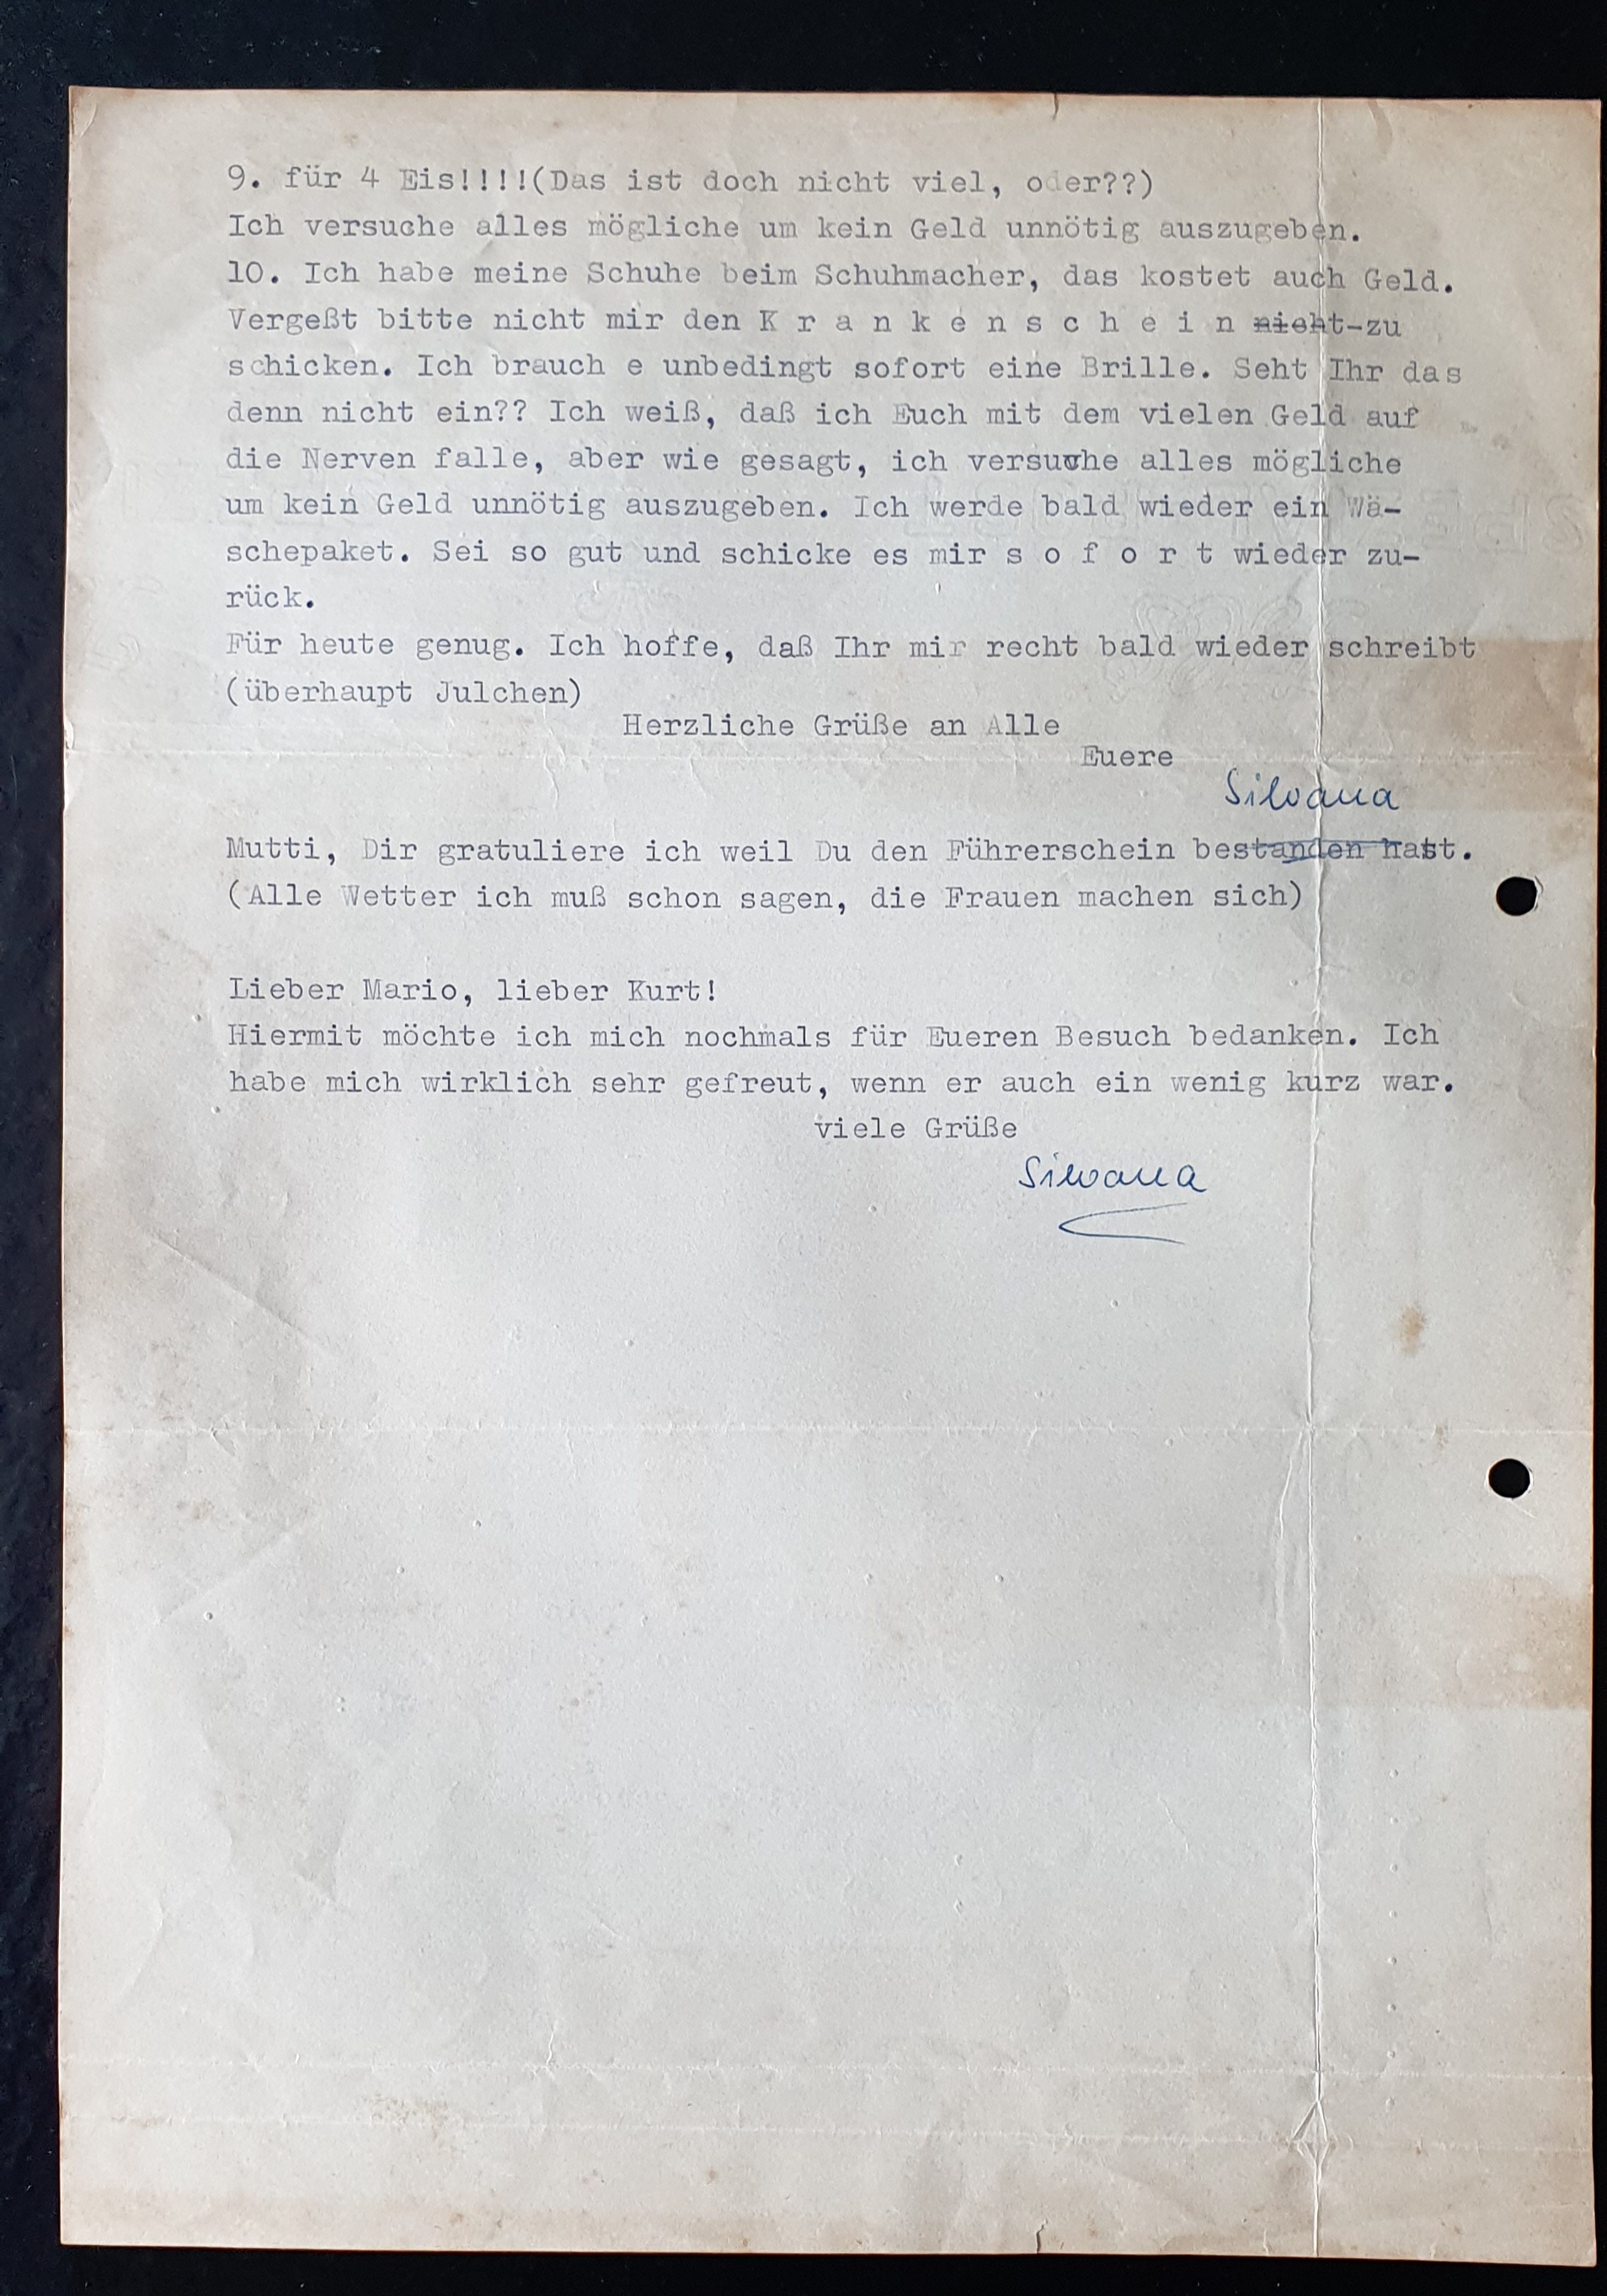 9. für 4 Eis!!!!(Das ist doch nicht viel, oder??)
Ich versuche alles mögliche um kein Geld unnötig auszugeben.
10. Ich habe meine Schuhe beim Schuhmacher, das kostet auch Geld.
Vergeßt bitte nicht mir den K r a n k e n s c h e i n nicht-zu
schicken. Ich brauch e unbedingt sofort eine Brille. Seht Ihr das
denn nicht ein?? Ich weiß, daß ich Euch mit dem vielen Geld auf
die Nerven falle, aber wie gesagt, ich versuche alles mögliche
um kein Geld unnötig auszugeben. Ich werde bald wieder ein Wä-
schepaket. Sei so gut und schicke es mir s o f o r t wieder zu-
rück.
Für heute genug. Ich hoffe, daß Ihr mir recht bald wieder schreibt
(überhaupt Julchen)
Herzliche Grüße an Alle
Euere
Silvana
Mutti, Dir gratuliere ich weil Du den Führerschein bestanden hast.
(Alle Wetter ich muß schon sagen, die Frauen machen sich)
Lieber Mario, lieber Kurt!
Hiermit möchte ich mich nochmals für Eueren Besuch bedanken. Ich
habe mich wirklich sehr gefreut, wenn er auch ein wenig kurz war.
viele Grüße
Silvana